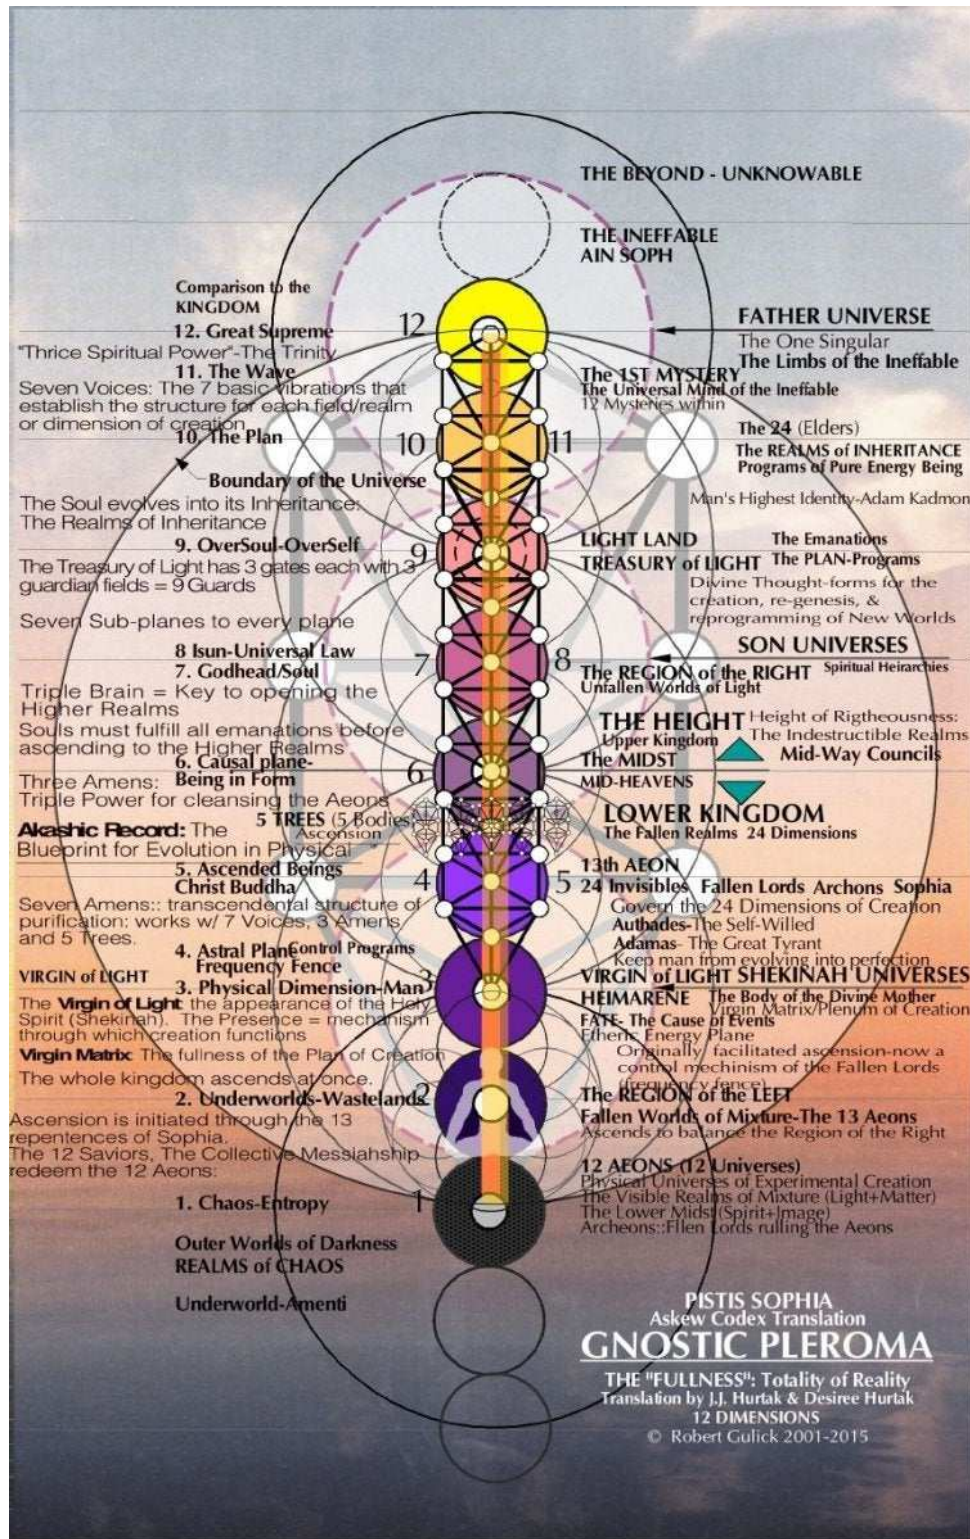 THE BEYOND - UNKNOWABLE
THE INEFFABLE
AIN SOPH
Comparison to the
KINGDOM
12. Great Supreme
"Thrice Spiritual Power"-The Trinity
11. The Wave
Seven Voices: The 7 basic vibrations that
establish the structure for each field/realm
or dimension of creation
10. The Plan
Boundary of the Universe
The Soul evolves into its Inheritance:
The Realms of Inheritance
9. OverSoul-OverSelf
The Treasury of Light has 3 gates each with 3
guardian fields = 9 Guards
Seven Sub-planes to every plane
8 Isun-Universal Law
7. Godhead/Soul
Triple Brain = Key to opening the
Higher Realms
Souls must fulfill all emanations before
ascending to the Higher Realms
6. Causal plane-
Being in Form
Three Amens:
Triple Power for cleansing the Aeons
5 TREES (5 Bodies)
Ascension
Akashic Record: The
Blueprint for Evolution in Physical
5. Ascended Beings
Christ Buddha
Seven Amens:: transcendental structure of
purification: works w/ 7 Voices, 3 Amens
and 5 Trees.
4. Astral Plane Control Programs
Frequency Fence
VIRGIN of LIGHT
3. Physical Dimension-Man
The Virgin of Light: the appearance of the Holy
Spirit (Shekinah). The Presence = mechanism
through which creation functions
Virgin Matrix: The fullness of the Plan of Creation
The whole kingdom ascends at once.
2. Underworlds-Wastelands
Ascension is initiated through the 13
repentences of Sophia.
The 12 Saviors, The Collective Messiahship
redeem the 12 Aeons:
1. Chaos-Entropy
Outer Worlds of Darkness
REALMS of CHAOS
Underworld-Amenti
12
10
11
9
7
8
6
4
5
3
2
1
FATHER UNIVERSE
The One Singular
The Limbs of the Ineffable
The 1ST MYSTERY
The Universal Mind of the Ineffable
12 Mysteries within
The 24 (Elders)
The REALMS of INHERITANCE
Programs of Pure Energy Being
Man's Highest Identity-Adam Kadmon
LIGHT LAND The Emanations
TREASURY of LIGHT The PLAN-Programs
Divine Thought-forms for the
creation, re-genesis, &
reprogramming of New Worlds
SON UNIVERSES
The REGION of the RIGHT Spiritual Heirarchies
Unfallen Worlds of Light
THE HEIGHT Height of Rigtheousness:
Upper Kingdom The Indestructible Realms
The MIDST Mid-Way Councils
MID-HEAVENS
LOWER KINGDOM
The Fallen Realms 24 Dimensions
13th AEON
24 Invisibles Fallen Lords Archons Sophia
Govern the 24 Dimensions of Creation
Authades-The Self-Willed
Adamas- The Great Tyrant
Keep man from evolving into perfection
VIRGIN of LIGHT SHEKINAH UNIVERSES
HEIMARENE The Body of the Divine Mother
Virgin Matrix/Plenum of Creation
FATE- The Cause of Events
Etheric Energy Plane
Originally facilitated ascension-now a
control mechinism of the Fallen Lords
(frequency fence)
The REGION of the LEFT
Fallen Worlds of Mixture-The 13 Aeons
Ascends to balance the Region of the Right
12 AEONS (12 Universes)
Physical Universes of Experimental Creation
The Visible Realms of Mixture (Light+Matter)
The Lower Midst (Spirit+Image)
Archeons::Fllen Lords rulling the Aeons
PISTIS SOPHIA
Askew Codex Translation
GNOSTIC PLEROMA
THE "FULLNESS": Totality of Reality
Translation by J.J. Hurtak & Desiree Hurtak
12 DIMENSIONS
© Robert Gulick 2001-2015